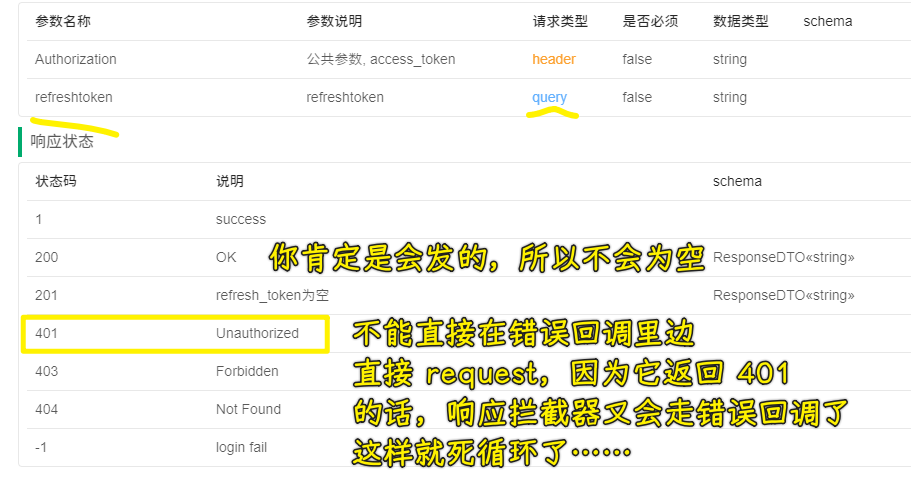 参数名称 参数说明 请求类型 是否必须 数据类型 schema
Authorization 公共参数, access_token header false string
refreshtoken refreshtoken query false string
响应状态
状态码 说明 schema
1 success
200 OK 你肯定是会发的，所以不会为空 ResponseDTO«string»
201 refresh_token为空 ResponseDTO«string»
401 Unauthorized 不能直接在错误回调里边
403 Forbidden 直接 request，因为它返回 401
404 Not Found 的话，响应拦截器又会走错误回调了
-1 login fail 这样就死循环了……